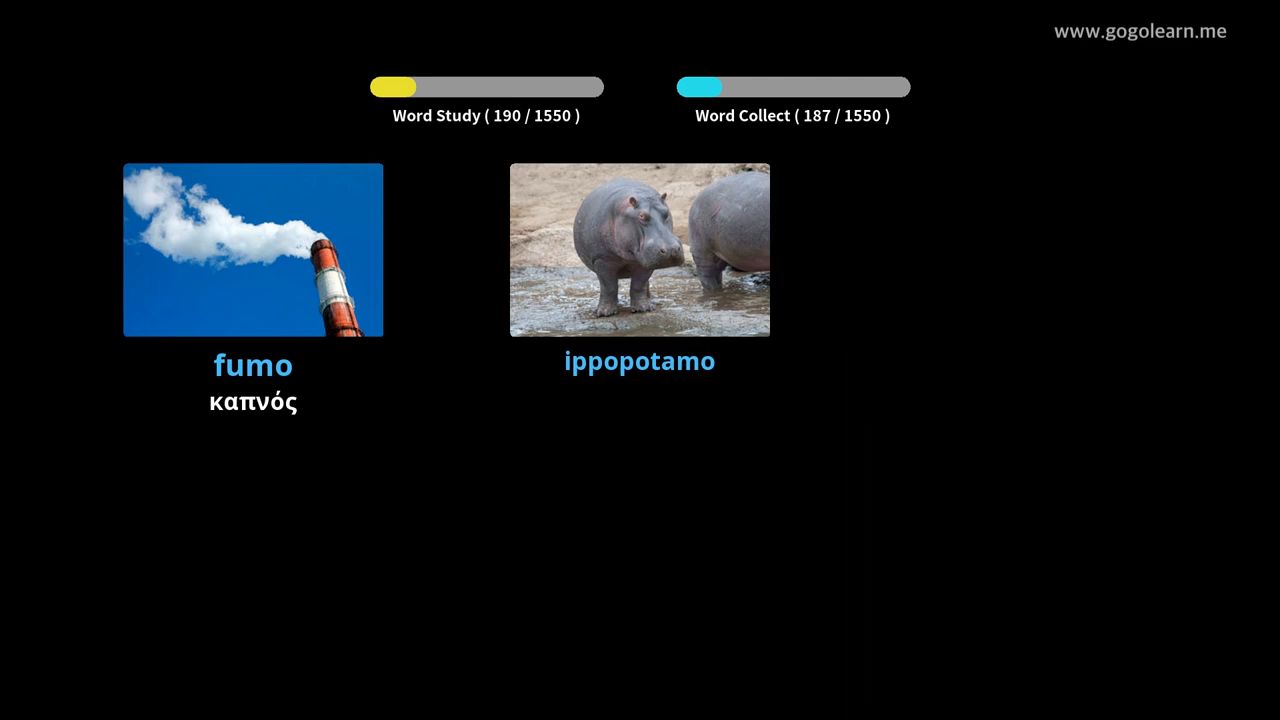 www.gogolearn.me
Word Study ( 190 / 1550 )
Word Collect ( 187 / 1550 )
fumo
καπνός
ippopotamo